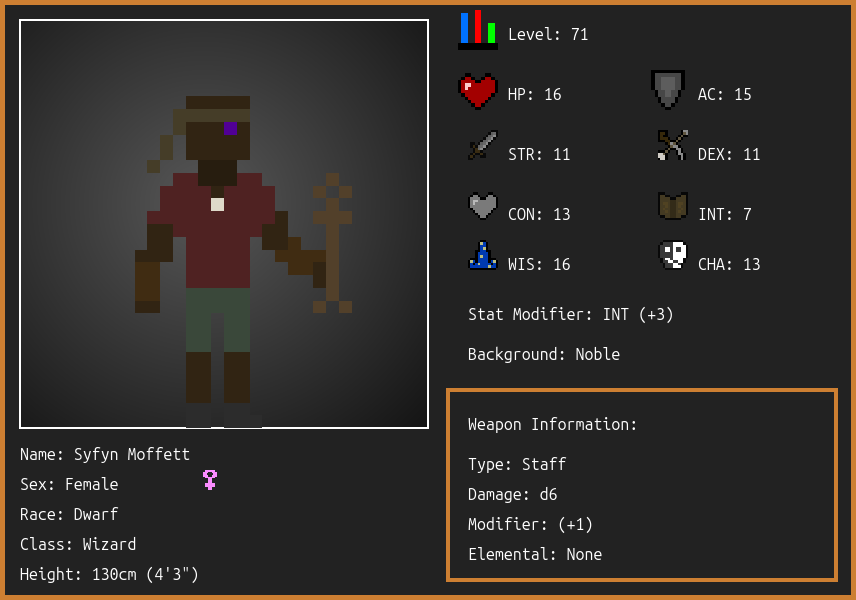 Level: 71
HP: 16
AC: 15
STR: 11
DEX: 11
CON: 13
INT: 7
WIS: 16
CHA: 13
Stat Modifier: INT (+3)
Background: Noble
Weapon Information:
Type: Staff
Damage: d6
Modifier: (+1)
Elemental: None
Name: Syfyn Moffett
Sex: Female
Race: Dwarf
Class: Wizard
Height: 130cm (4'3")